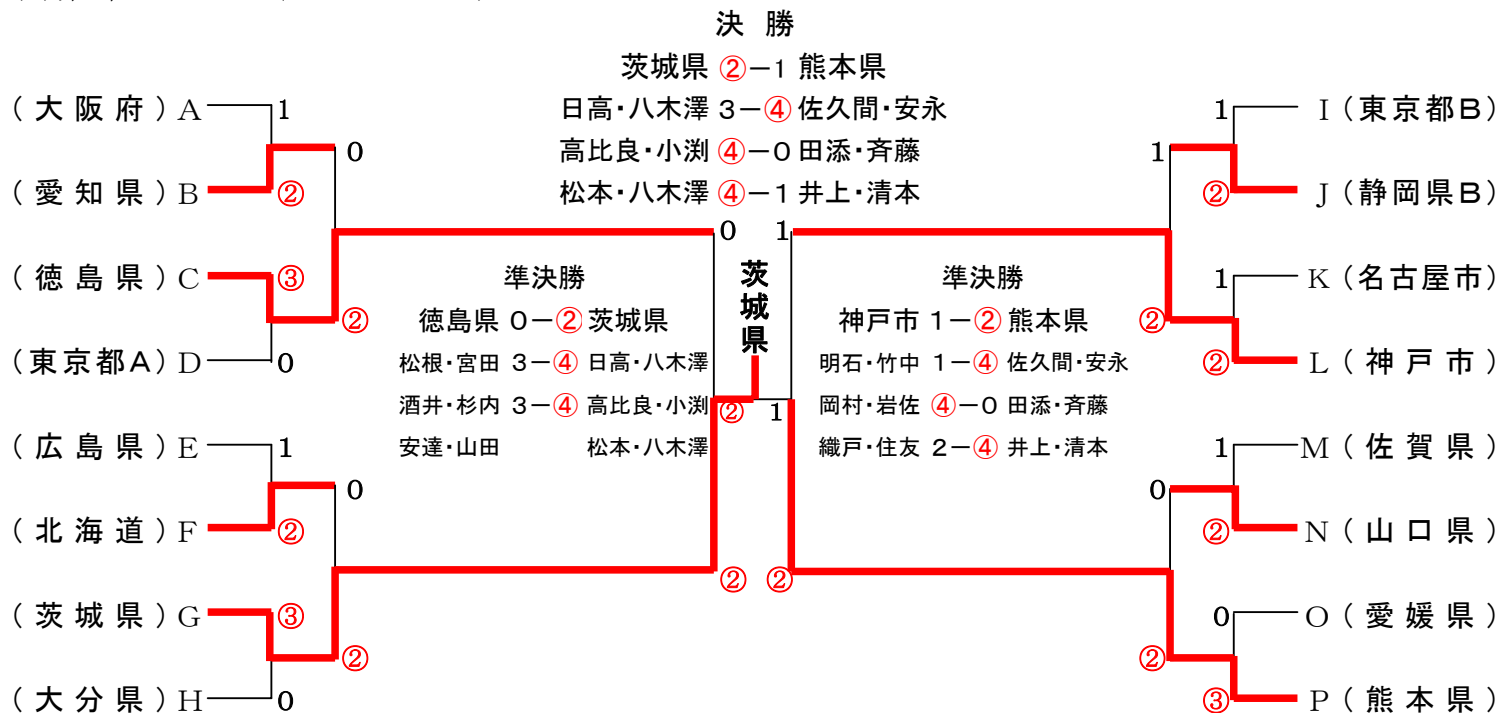 決 勝
茨城県 ②－1 熊本県
日高・八木澤 3－④ 佐久間・安永
高比良・小渕 ④－0 田添・斉藤
松本・八木澤 ④－1 井上・清本
(大阪府) A 1
(愛知県) B ②
0
(徳島県) C ③
(東京都A) D 0
②
0
(広島県) E 1
(北海道) F ②
0
(茨城県) G ③
(大分県) H 0
②
②
準決勝
徳島県 0－② 茨城県
松根・宮田 3－④ 日高・八木澤
酒井・杉内 3－④ 高比良・小渕
安達・山田 松本・八木澤
茨城県
② 1
準決勝
神戸市 1－② 熊本県
明石・竹中 1－④ 佐久間・安永
岡村・岩佐 ④－0 田添・斉藤
織戸・住友 2－④ 井上・清本
1 I (東京都B)
② J (静岡県B)
1
1 K (名古屋市)
② L (神戸市)
②
1
1 M (佐賀県)
② N (山口県)
0
0 O (愛媛県)
③ P (熊本県)
②
②